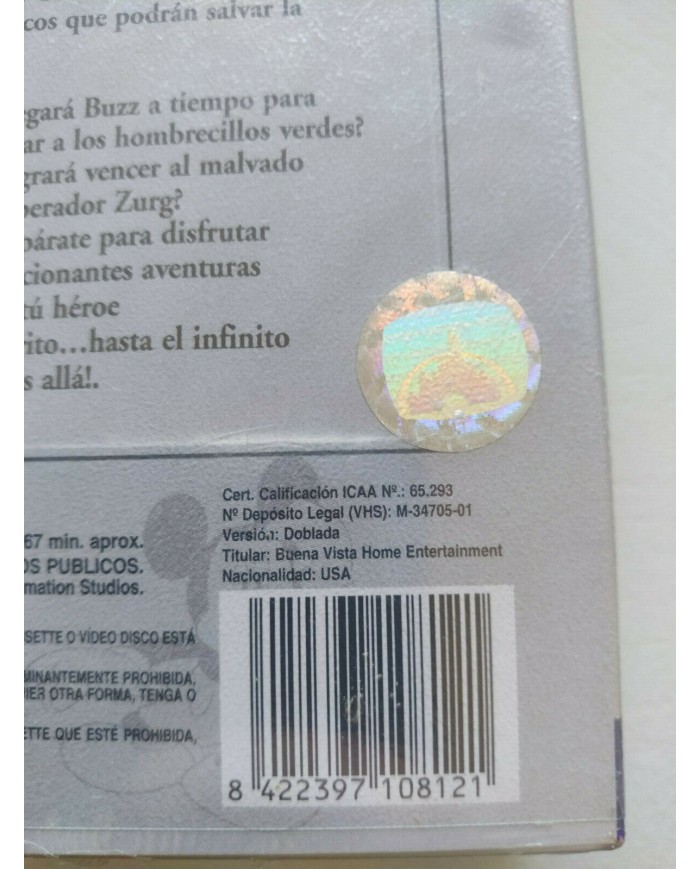 cos que podrán salvar la
gará Buzz a tiempo para
ar a los hombrecillos verdes?
grará vencer al malvado
perador Zurg?
párate para disfrutar
cionantes aventuras
tú héroe
rito...hasta el infinito
s allá!.
Cert. Calificación ICAA Nº.: 65.293
Nº Depósito Legal (VHS): M-34705-01
Versión: Doblada
Titular: Buena Vista Home Entertainment
Nacionalidad: USA
67 min. aprox.
OS PUBLICOS.
mation Studios.
SETTE O VÍDEO DISCO ESTÁ
MINANTEMENTE PROHIBIDA,
IER OTRA FORMA, TENGA O
ETTE QUE ESTÉ PROHIBIDA,
8 422397 108121